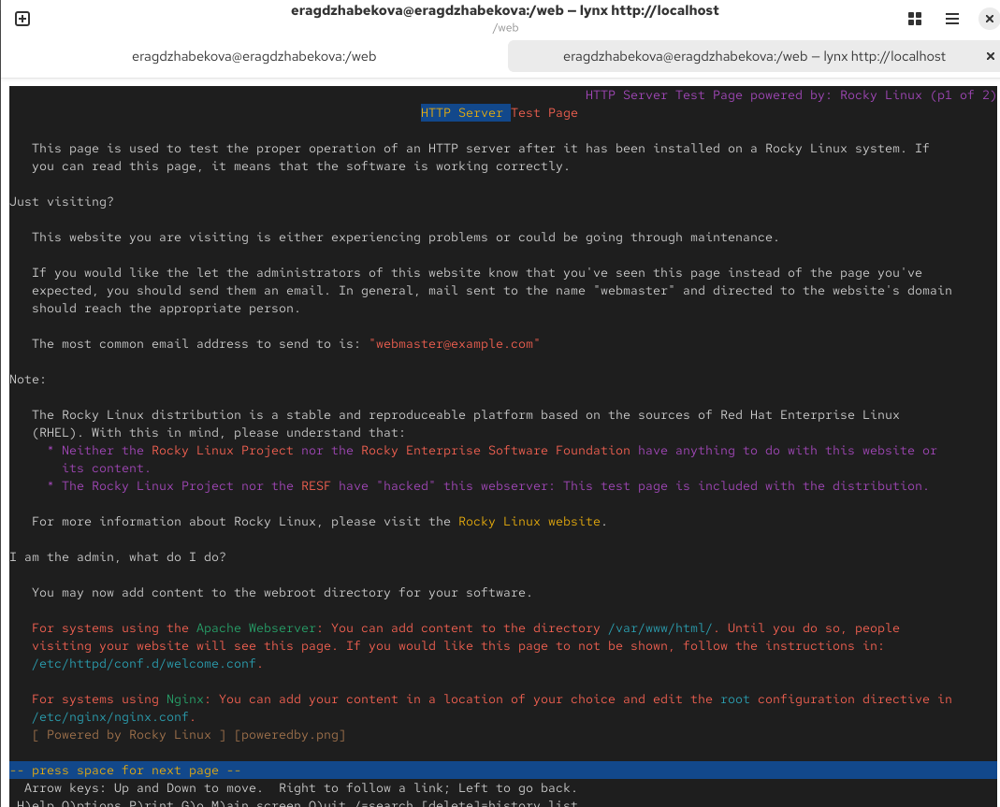 eragdzhabekova@eragdzhabekova:/web — lynx http://localhost
/web
eragdzhabekova@eragdzhabekova:/web
eragdzhabekova@eragdzhabekova:/web — lynx http://localhost
HTTP Server Test Page powered by: Rocky Linux (p1 of 2)
HTTP Server Test Page
This page is used to test the proper operation of an HTTP server after it has been installed on a Rocky Linux system. If
you can read this page, it means that the software is working correctly.
Just visiting?
This website you are visiting is either experiencing problems or could be going through maintenance.
If you would like the let the administrators of this website know that you've seen this page instead of the page you've
expected, you should send them an email. In general, mail sent to the name "webmaster" and directed to the website's domain
should reach the appropriate person.
The most common email address to send to is: "webmaster@example.com"
Note:
The Rocky Linux distribution is a stable and reproduceable platform based on the sources of Red Hat Enterprise Linux
(RHEL). With this in mind, please understand that:
* Neither the Rocky Linux Project nor the Rocky Enterprise Software Foundation have anything to do with this website or
its content.
* The Rocky Linux Project nor the RESF have "hacked" this webserver: This test page is included with the distribution.
For more information about Rocky Linux, please visit the Rocky Linux website.
I am the admin, what do I do?
You may now add content to the webroot directory for your software.
For systems using the Apache Webserver: You can add content to the directory /var/www/html/. Until you do so, people
visiting your website will see this page. If you would like this page to not be shown, follow the instructions in:
/etc/httpd/conf.d/welcome.conf.
For systems using Nginx: You can add your content in a location of your choice and edit the root configuration directive in
/etc/nginx/nginx.conf.
[ Powered by Rocky Linux ] [poweredby.png]
-- press space for next page --
Arrow keys: Up and Down to move.  Right to follow a link; Left to go back.
H)elp O)ptions P)rint G)o M)ain screen Q)uit /=search [delete]=history list